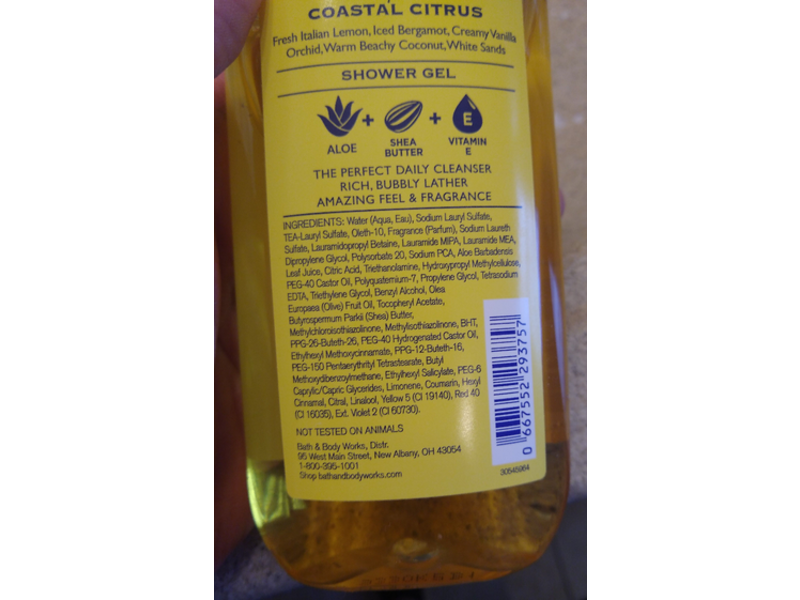 COASTAL CITRUS
Fresh Italian Lemon, Iced Bergamot, Creamy Vanilla
Orchid, Warm Beachy Coconut, White Sands
SHOWER GEL
ALOE + SHEA BUTTER + E VITAMIN E
THE PERFECT DAILY CLEANSER
RICH, BUBBLY LATHER
AMAZING FEEL & FRAGRANCE
INGREDIENTS: Water (Aqua, Eau), Sodium Lauryl Sulfate,
TEA-Lauryl Sulfate, Oleth-10, Fragrance (Parfum), Sodium Laureth
Sulfate, Lauramidopropyl Betaine, Lauramide MIPA, Lauramide MEA,
Dipropylene Glycol, Polysorbate 20, Sodium PCA, Aloe Barbadensis
Leaf Juice, Citric Acid, Triethanolamine, Hydroxypropyl Methylcellulose,
PEG-40 Castor Oil, Polyquaternium-7, Propylene Glycol, Tetrasodium
EDTA, Triethylene Glycol, Benzyl Alcohol, Olea
Europaea (Olive) Fruit Oil, Tocopheryl Acetate,
Butyrospermum Parkii (Shea) Butter,
Methylchloroisothiazolinone, Methylisothiazolinone, BHT,
PPG-26-Buteth-26, PEG-40 Hydrogenated Castor Oil,
Ethylhexyl Methoxycinnamate, PPG-12-Buteth-16,
PEG-150 Pentaerythrityl Tetrastearate, Butyl
Methoxydibenzoylmethane, Ethylhexyl Salicylate, PEG-6
Caprylic/Capric Glycerides, Limonene, Coumarin, Hexyl
Cinnamal, Citral, Linalool, Yellow 5 (CI 19140), Red 40
(CI 16035), Ext. Violet 2 (CI 60730).
NOT TESTED ON ANIMALS
Bath & Body Works, Distr.
95 West Main Street, New Albany, OH 43054
1-800-395-1001
Shop bathandbodyworks.com
0 667552 293757